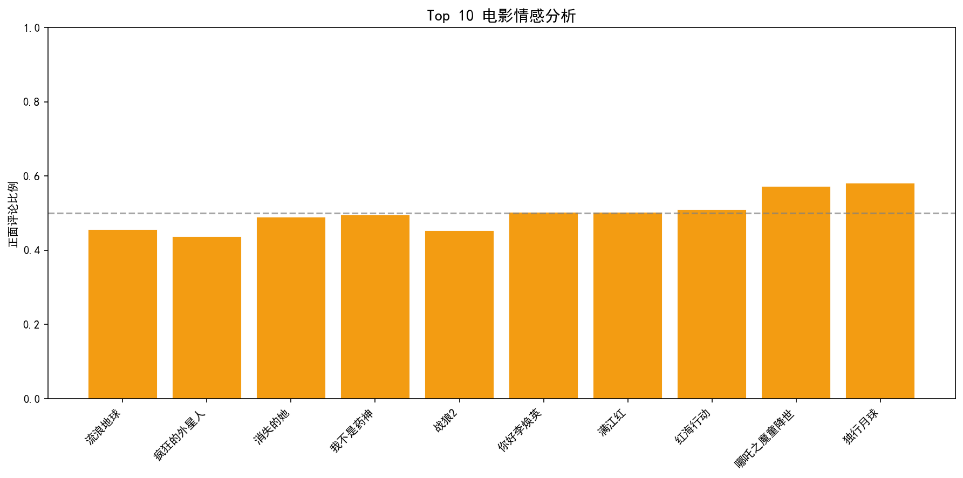 Top 10 电影情感分析
正面评论比例
1.0
0.8
0.6
0.4
0.2
0.0
流浪地球
疯狂的外星人
消失的她
我不是药神
战狼2
你好李焕英
满江红
红海行动
哪吒之魔童降世
独行月球